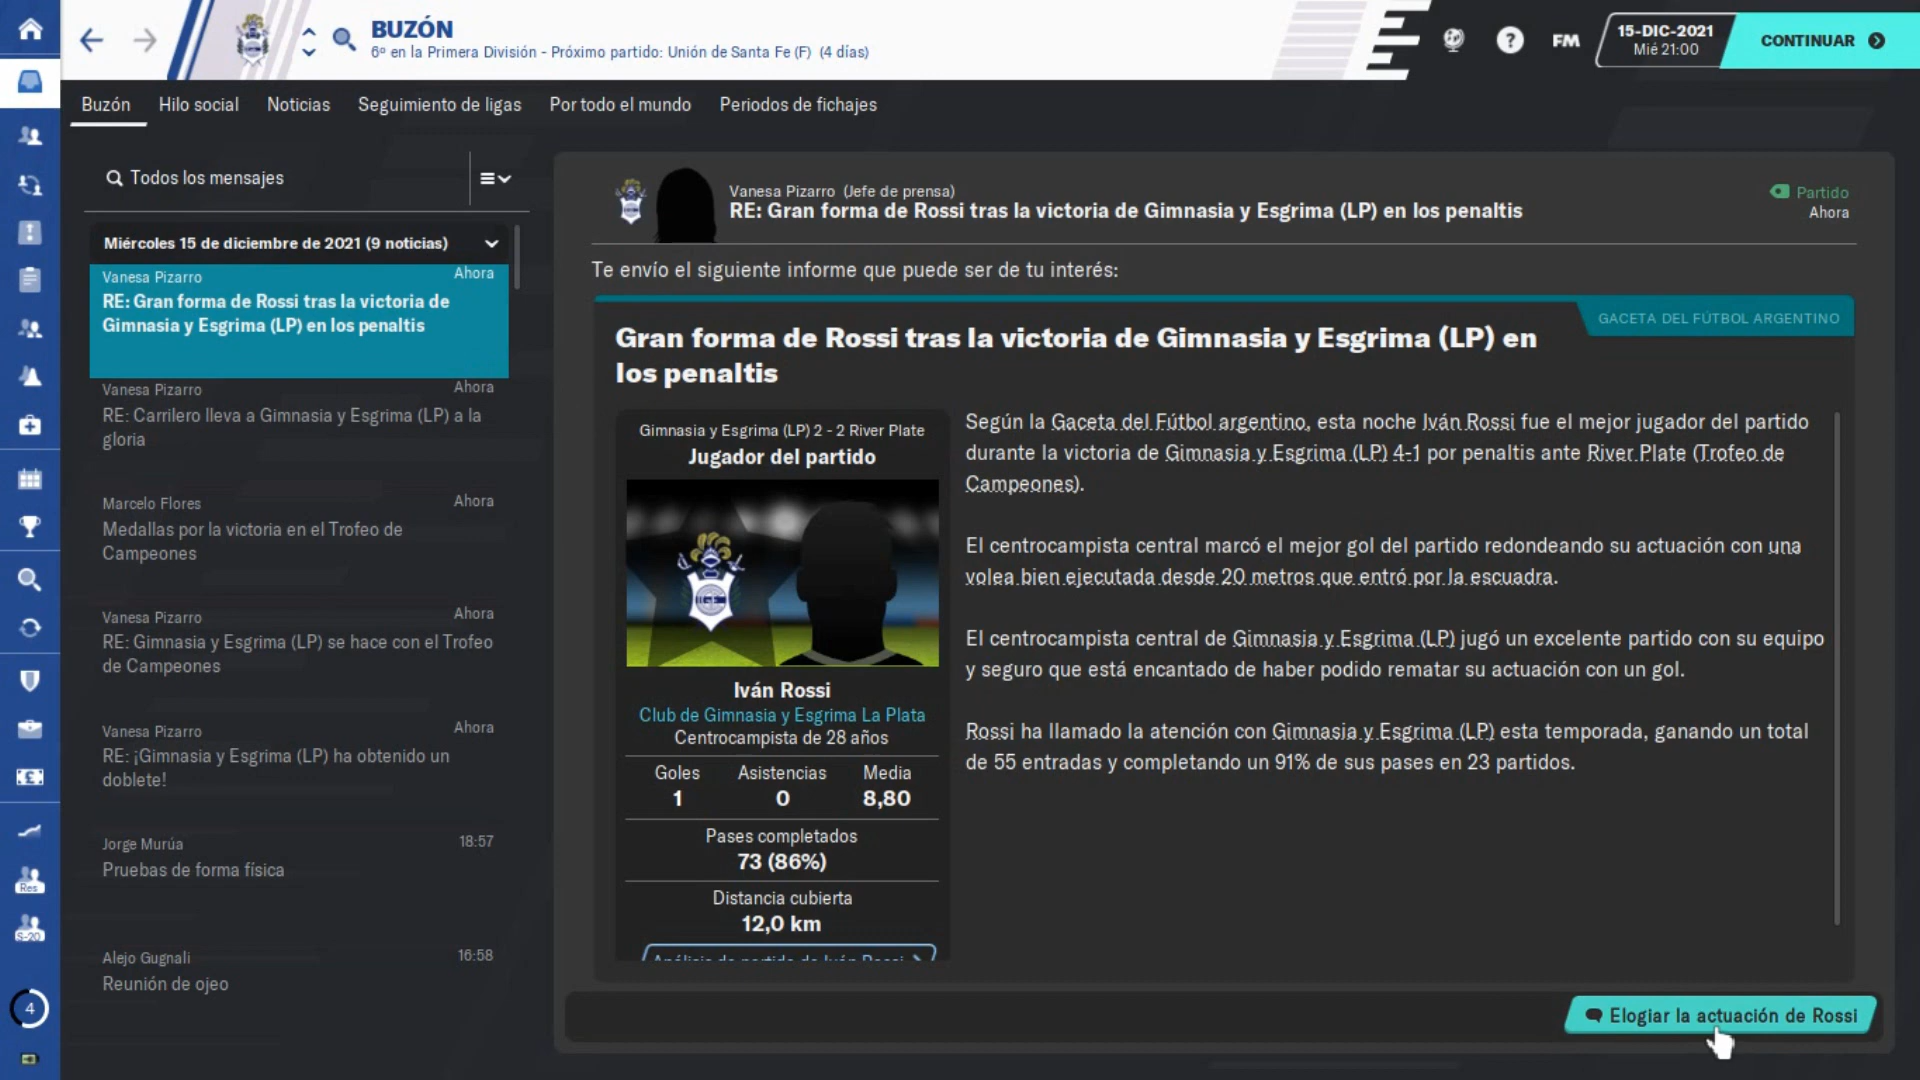 BUZÓN
6º en la Primera División - Próximo partido: Unión de Santa Fe (F) (4 días)
FM
15-DIC-2021
Mié 21:00
CONTINUAR
Buzón
Hilo social
Noticias
Seguimiento de ligas
Por todo el mundo
Periodos de fichajes
Todos los mensajes
Miércoles 15 de diciembre de 2021 (9 noticias)
Vanesa Pizarro
Ahora
RE: Gran forma de Rossi tras la victoria de
Gimnasia y Esgrima (LP) en los penaltis
Vanesa Pizarro
Ahora
RE: Carrilero lleva a Gimnasia y Esgrima (LP) a la
gloria
Marcelo Flores
Ahora
Medallas por la victoria en el Trofeo de
Campeones
Vanesa Pizarro
Ahora
RE: Gimnasia y Esgrima (LP) se hace con el Trofeo
de Campeones
Vanesa Pizarro
Ahora
RE: ¡Gimnasia y Esgrima (LP) ha obtenido un
doblete!
Jorge Murúa
18:57
Pruebas de forma física
Alejo Gugnali
16:58
Reunión de ojeo
Res
S-20
4
Vanesa Pizarro (Jefe de prensa)
RE: Gran forma de Rossi tras la victoria de Gimnasia y Esgrima (LP) en los penaltis
Partido
Ahora
Te envío el siguiente informe que puede ser de tu interés:
GACETA DEL FÚTBOL ARGENTINO
Gran forma de Rossi tras la victoria de Gimnasia y Esgrima (LP) en
los penaltis
Gimnasia y Esgrima (LP) 2 - 2 River Plate
Jugador del partido
Iván Rossi
Club de Gimnasia y Esgrima La Plata
Centrocampista de 28 años
Goles Asistencias Media
1 0 8,80
Pases completados
73 (86%)
Distancia cubierta
12,0 km
Análisis de partido de Iván Rossi
Según la Gaceta del Fútbol argentino, esta noche Iván Rossi fue el mejor jugador del partido
durante la victoria de Gimnasia y Esgrima (LP) 4-1 por penaltis ante River Plate (Trofeo de
Campeones).
El centrocampista central marcó el mejor gol del partido redondeando su actuación con una
volea bien ejecutada desde 20 metros que entró por la escuadra.
El centrocampista central de Gimnasia y Esgrima (LP) jugó un excelente partido con su equipo
y seguro que está encantado de haber podido rematar su actuación con un gol.
Rossi ha llamado la atención con Gimnasia y Esgrima (LP) esta temporada, ganando un total
de 55 entradas y completando un 91% de sus pases en 23 partidos.
Elogiar la actuación de Rossi